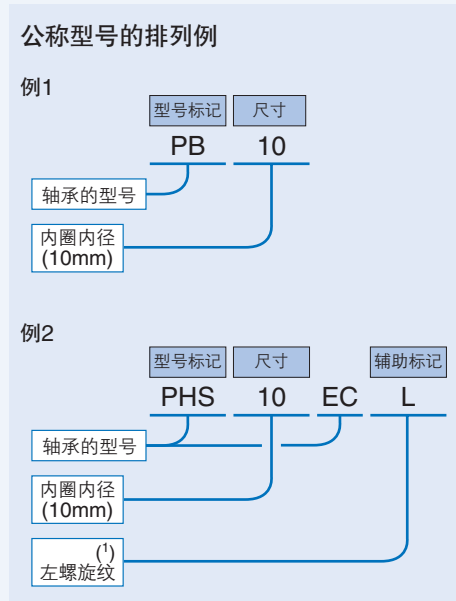 公称型号的排列例
例1
型号标记 尺寸
PB 10
轴承的型号
内圈内径
(10mm)
例2
型号标记 尺寸 辅助标记
PHS 10 EC L
轴承的型号
内圈内径
(10mm)
(¹)
左螺旋纹